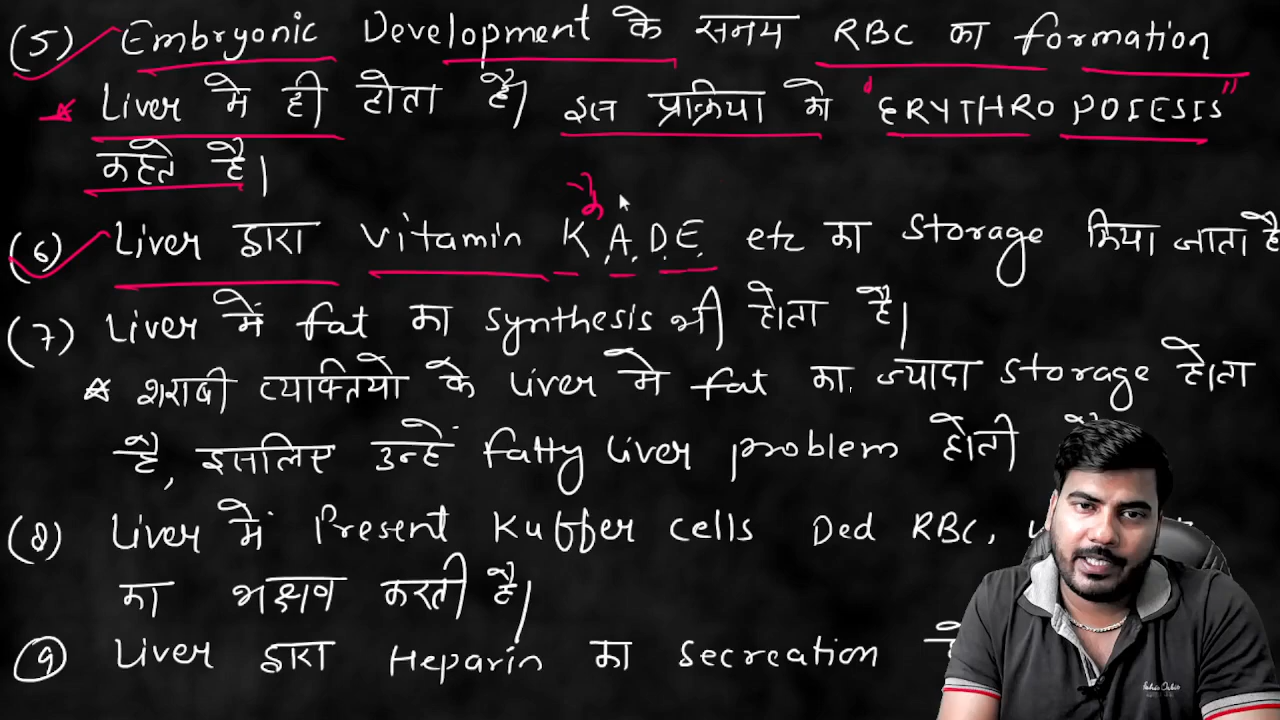 (5) Embryonic Development के समय RBC का formation
* Liver मे ही होता है। इस प्रक्रिया को "ERYTHROPOIESIS"
कहते है।
(6) Liver द्वारा vitamin K, A, D, E, etc का storage किया जाता है
(7) Liver में fat का synthesis भी होता है।
* शराबी व्यक्तियो के liver मे fat का ज्यादा storage होता
है, इसलिए उन्हे fatty liver problem होती
(8) Liver में Present Kuffer cells Ded RBC,
का भक्षण करती है।
(9) Liver द्वारा Heparin का secreation